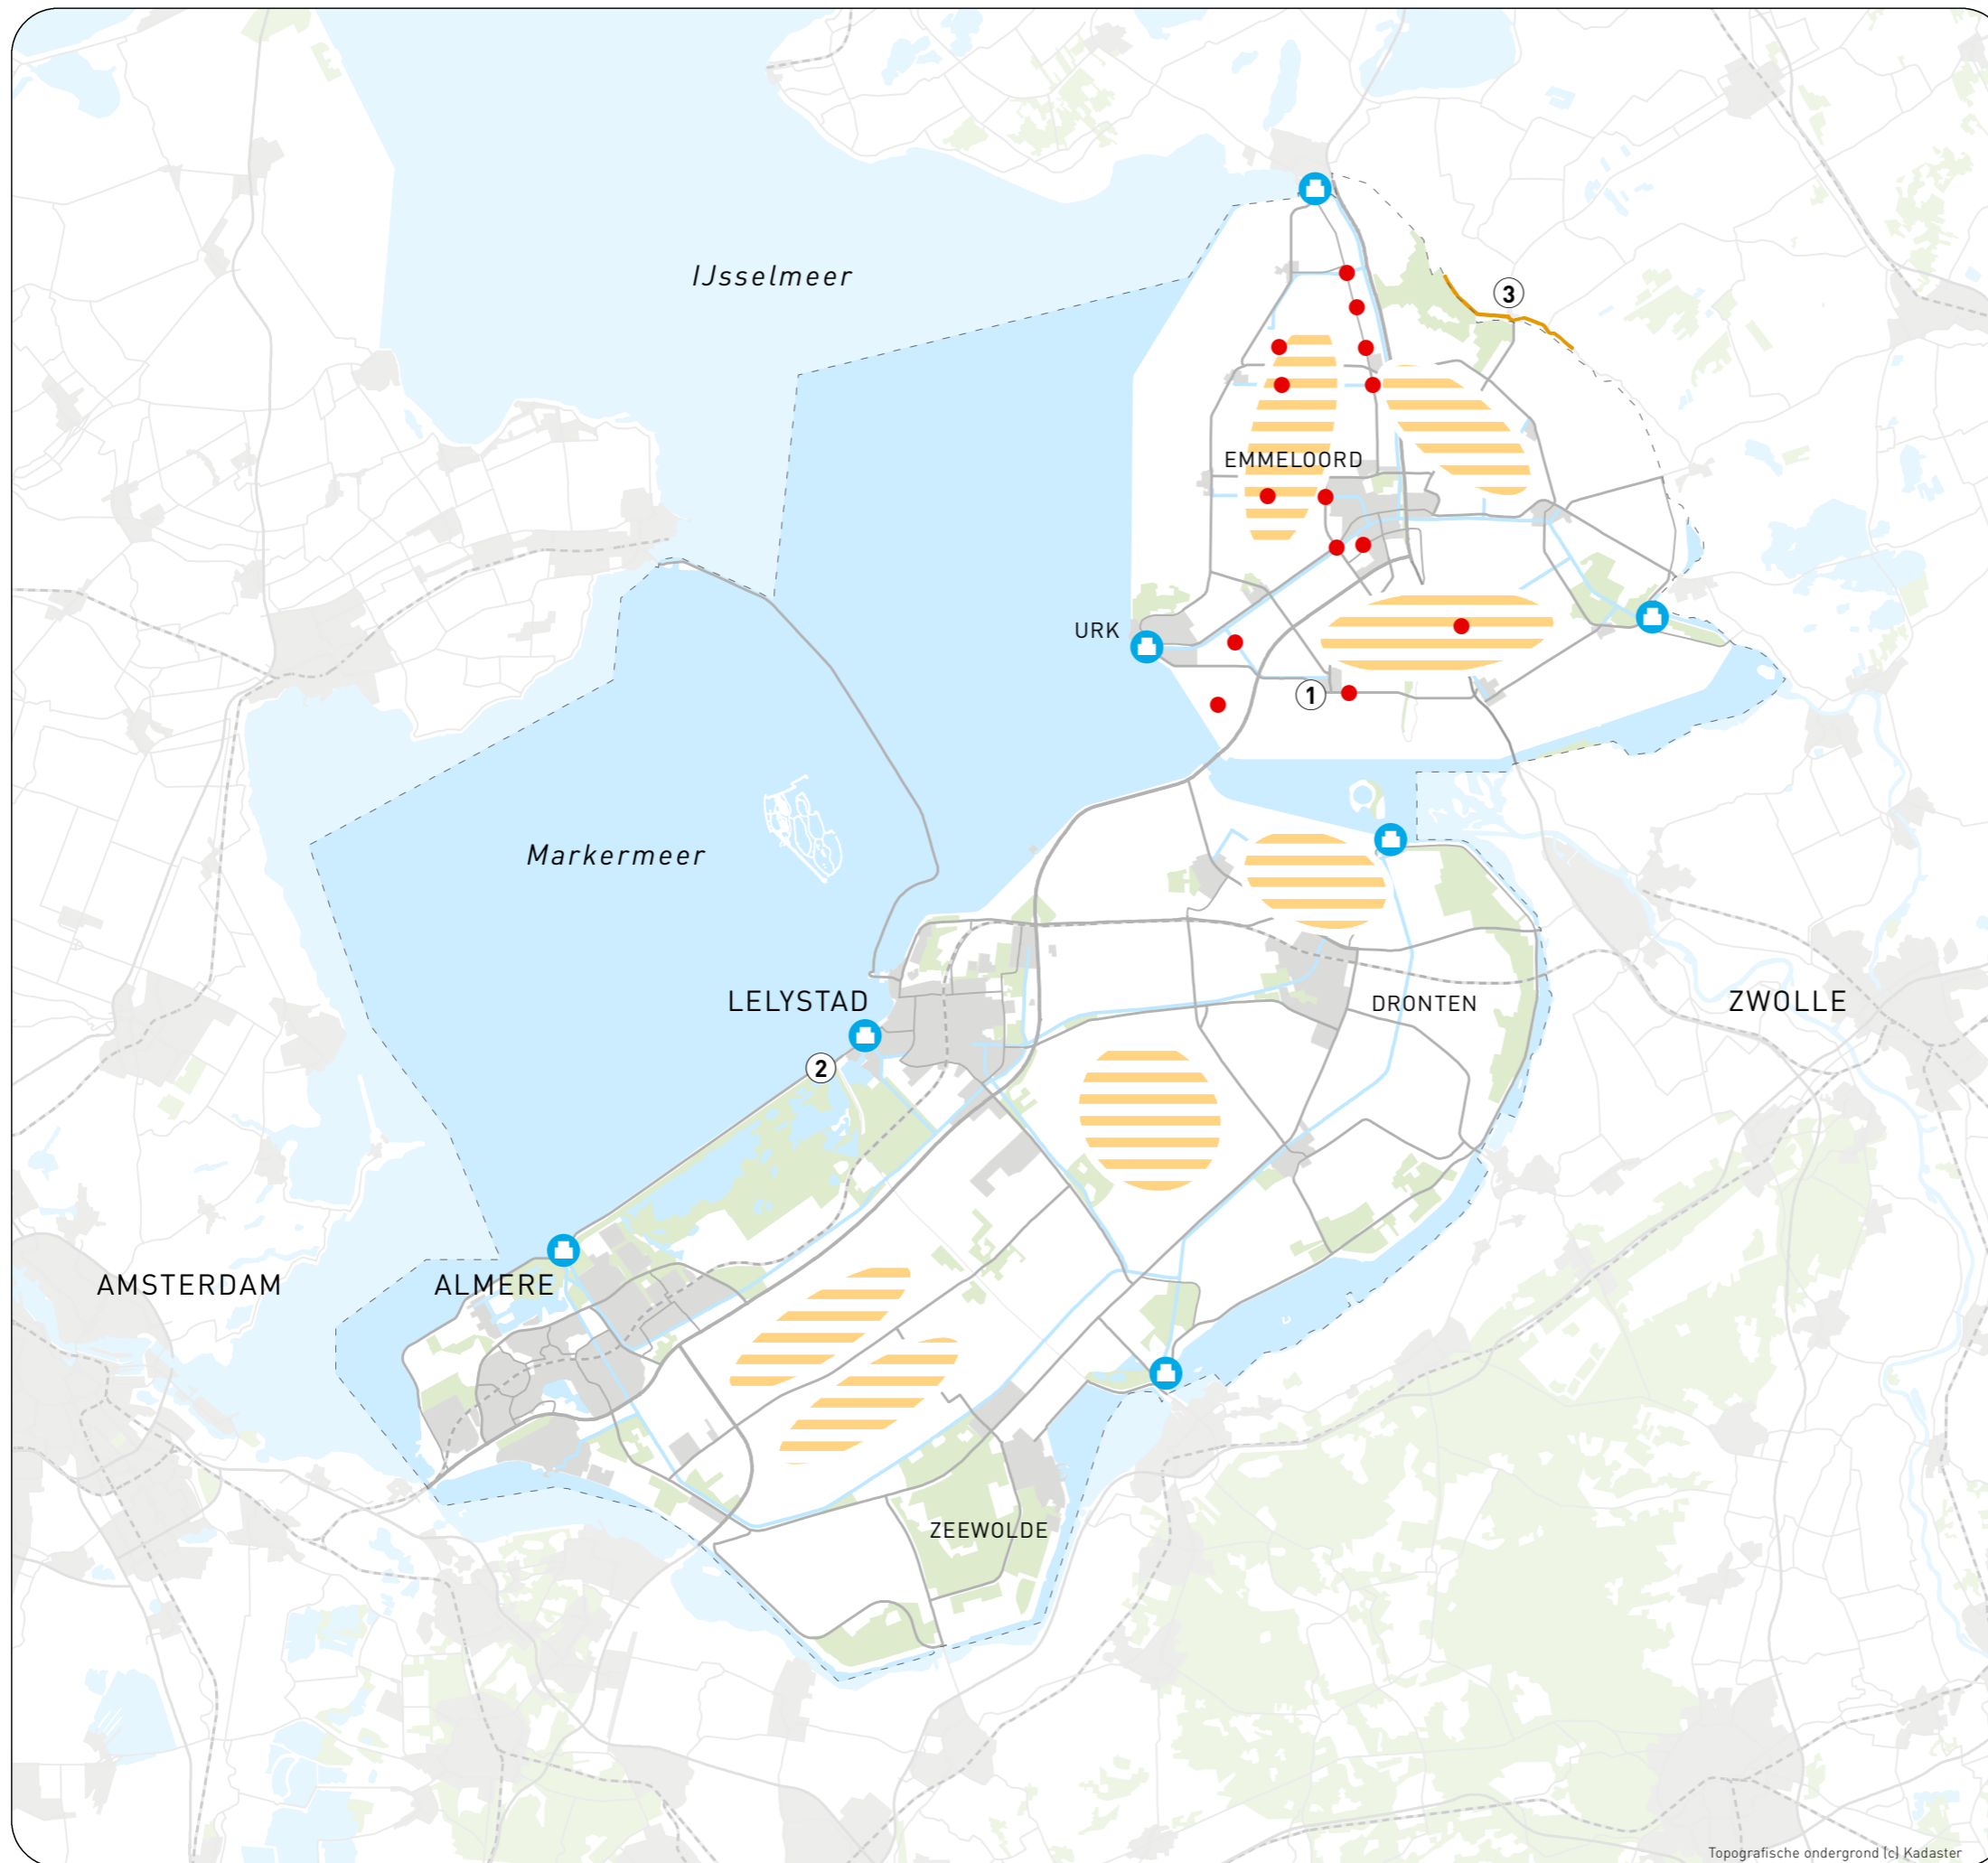 IJsselmeer
3
EMMELOORD
URK
1
Markermeer
LELYSTAD
DRONTEN
ZWOLLE
2
AMSTERDAM
ALMERE
ZEEWOLDE
Topografische ondergrond (c) Kadaster